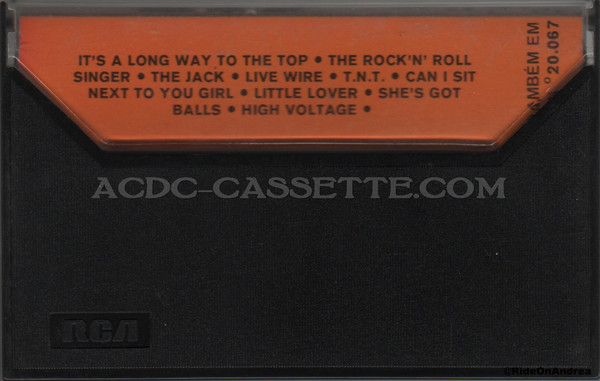 IT'S A LONG WAY TO THE TOP • THE ROCK'N' ROLL
SINGER • THE JACK • LIVE WIRE • T.N.T. • CAN I SIT
NEXT TO YOU GIRL • LITTLE LOVER • SHE'S GOT
BALLS • HIGH VOLTAGE •
AMBÉM EM
º 20.067
ACDC-CASSETTE.COM
RCA
©RideOnAndrea